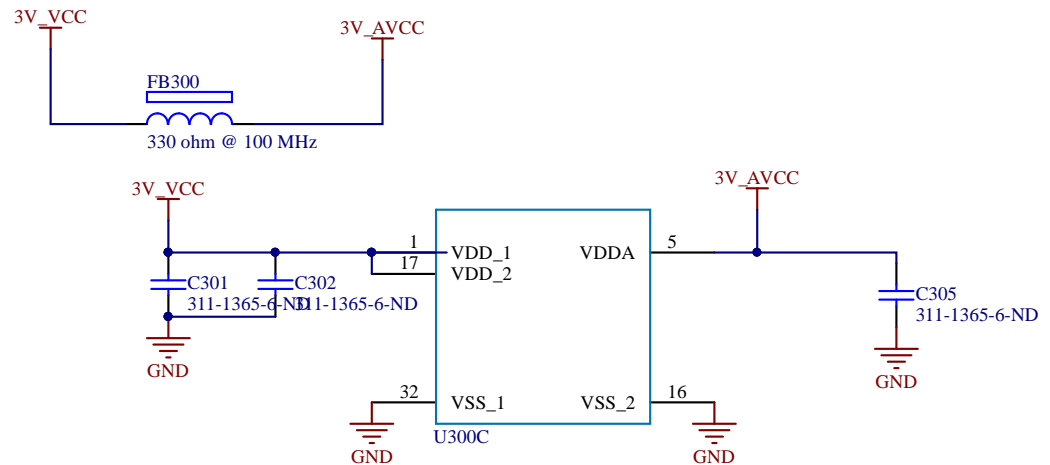 3V_VCC
3V_AVCC
FB300
330 ohm @ 100 MHz
3V_VCC
3V_AVCC
1
VDD_1
VDDA
5
17
VDD_2
C301
311-1365-6-ND
C302
311-1365-6-ND
C305
311-1365-6-ND
GND
GND
32
VSS_1
VSS_2
16
U300C
GND
GND